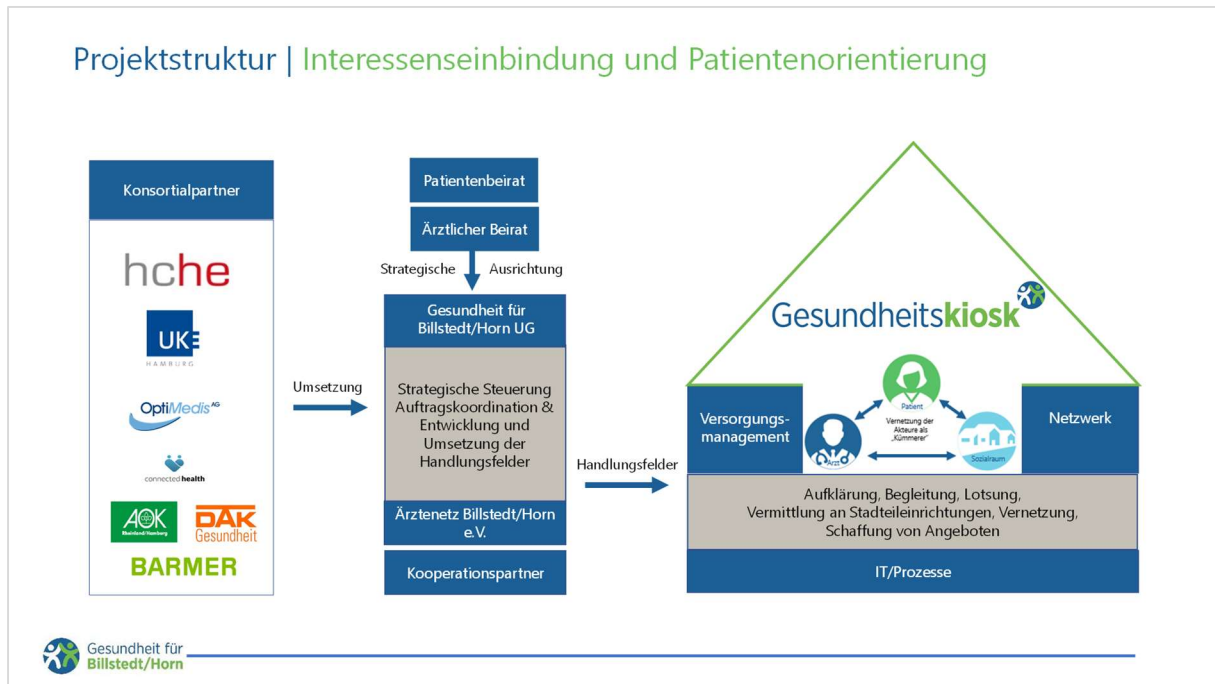 Projektstruktur | Interessenseinbindung und Patientenorientierung
Konsortialpartner
hche
UKE
HAMBURG
OptiMedis AG
connected health
AOK
Rheinland/Hamburg
DAK
Gesundheit
BARMER
Umsetzung
Patientenbeirat
Ärztlicher Beirat
Strategische Ausrichtung
Gesundheit für
Billstedt/Horn UG
Strategische Steuerung
Auftragskoordination &
Entwicklung und
Umsetzung der
Handlungsfelder
Ärztenetz Billstedt/Horn
e.V.
Kooperationspartner
Handlungsfelder
Gesundheitskiosk
Versorgungs-
management
Patient
Vernetzung der
Akteure als
„Kümmerer"
Arzt
Sozialraum
Netzwerk
Aufklärung, Begleitung, Lotsung,
Vermittlung an Stadteileinrichtungen, Vernetzung,
Schaffung von Angeboten
IT/Prozesse
Gesundheit für
Billstedt/Horn